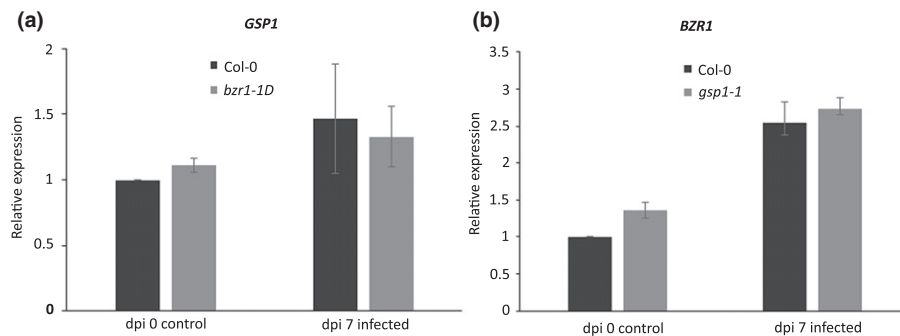 (a)
GSP1
Relative expression
2
1.5
1
0.5
0
Col-0
bzr1-1D
dpi 0 control
dpi 7 infected
(b)
BZR1
Relative expression
3.5
3
2.5
2
1.5
1
0.5
0
Col-0
gsp1-1
dpi 0 control
dpi 7 infected